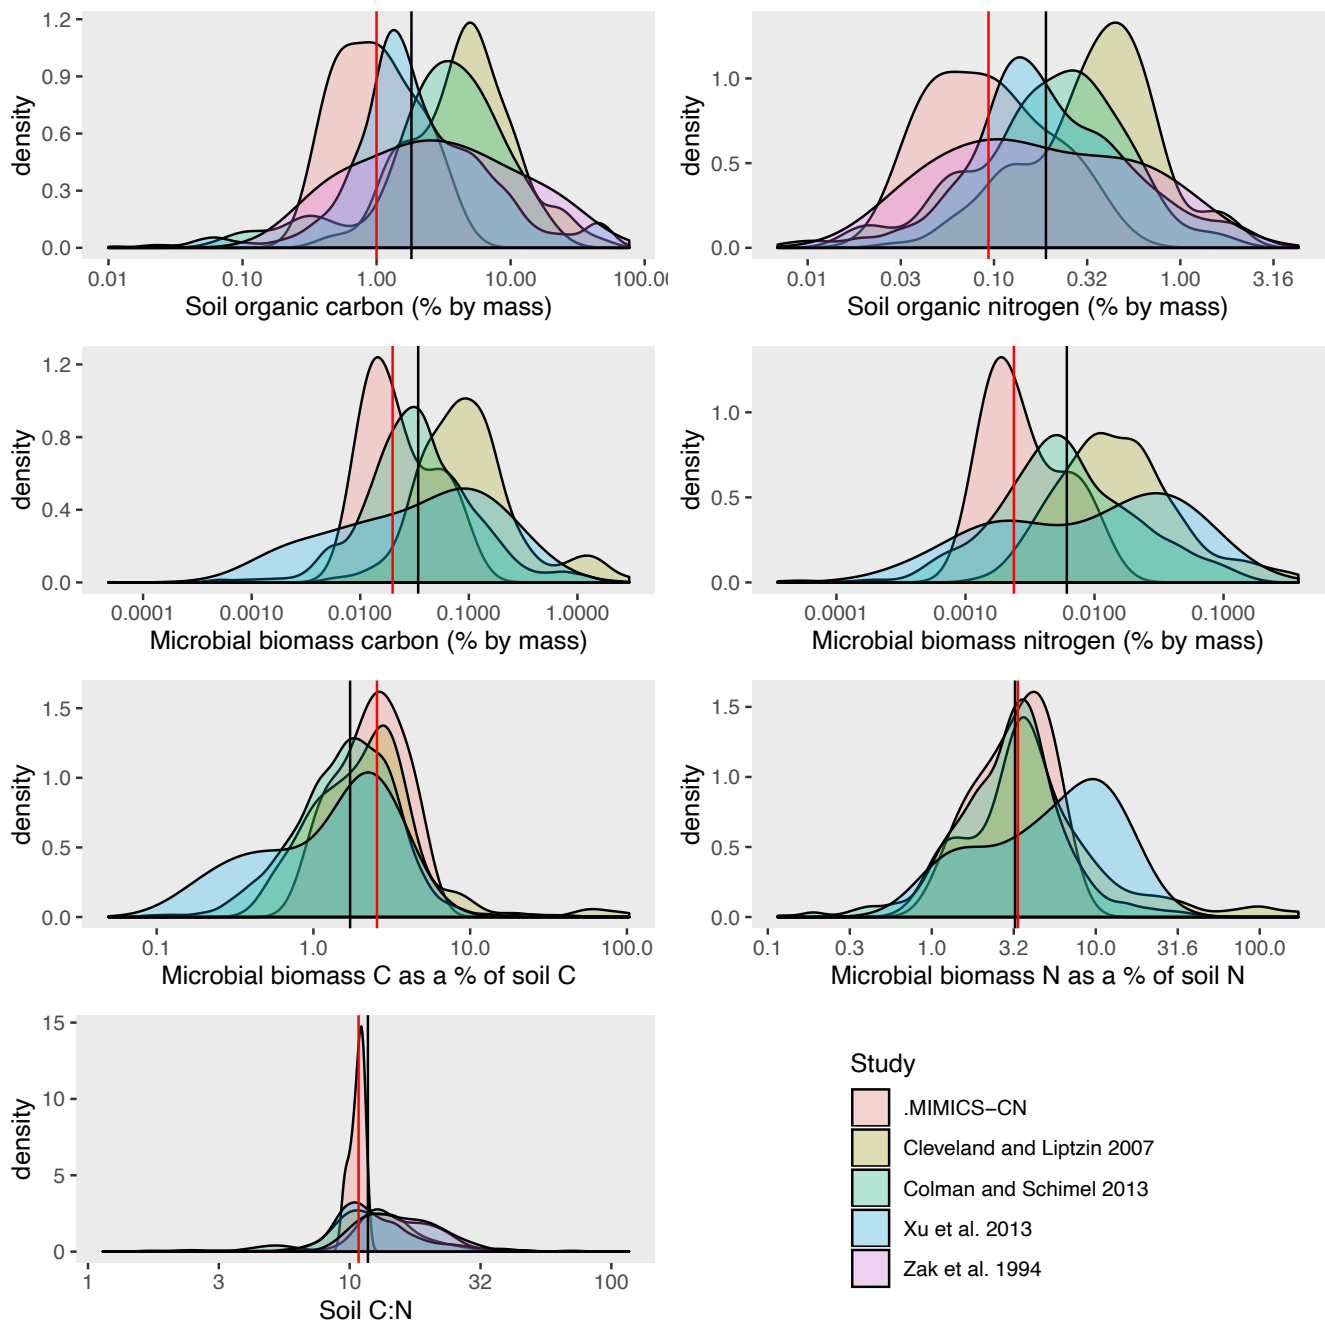 1.2
0.9
0.6
0.3
0.0
density
0.01 0.10 1.00 10.00 100.00
Soil organic carbon (% by mass)
1.0
0.5
0.0
density
0.01 0.03 0.10 0.32 1.00 3.16
Soil organic nitrogen (% by mass)
1.2
0.8
0.4
0.0
density
0.0001 0.0010 0.0100 0.1000 1.0000
Microbial biomass carbon (% by mass)
1.0
0.5
0.0
density
0.0001 0.0010 0.0100 0.1000
Microbial biomass nitrogen (% by mass)
1.5
1.0
0.5
0.0
density
0.1 1.0 10.0 100.0
Microbial biomass C as a % of soil C
1.5
1.0
0.5
0.0
density
0.1 0.3 1.0 3.2 10.0 31.6 100.0
Microbial biomass N as a % of soil N
15
10
5
0
density
1 3 10 32 100
Soil C:N
Study
.MIMICS−CN
Cleveland and Liptzin 2007
Colman and Schimel 2013
Xu et al. 2013
Zak et al. 1994